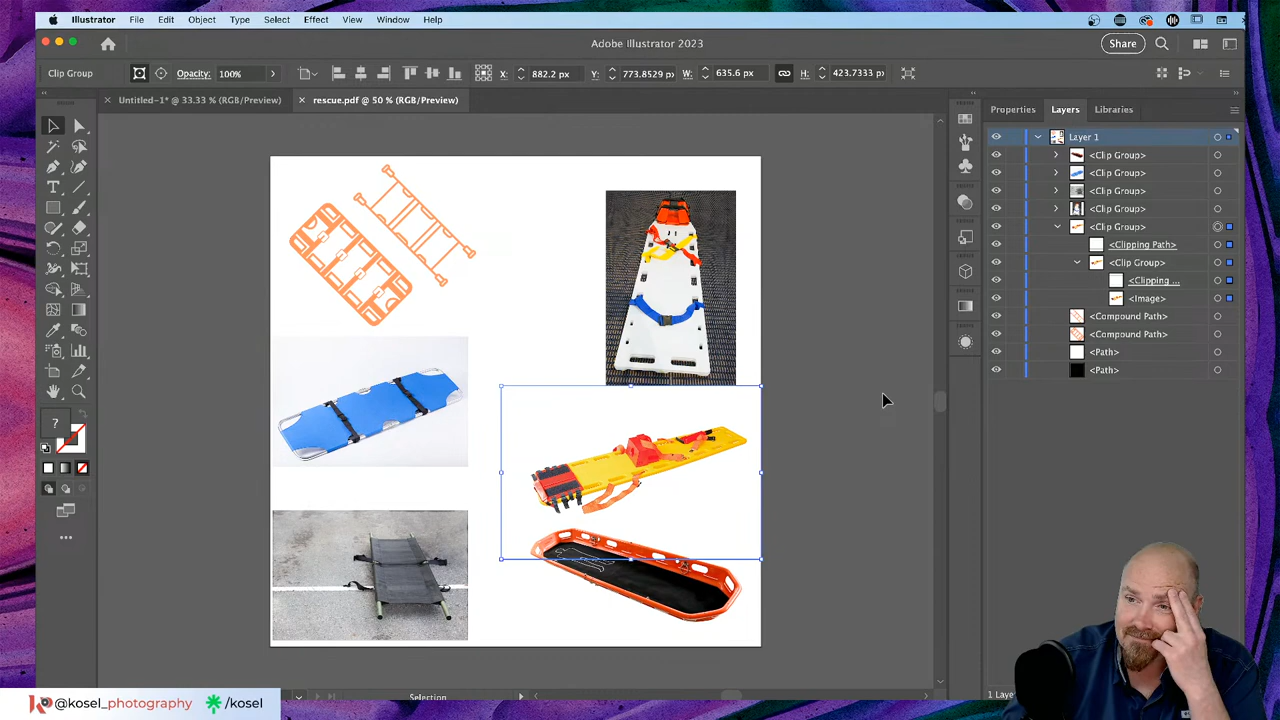 Illustrator File Edit Object Type Select Effect View Window Help
Adobe Illustrator 2023
Share
Clip Group Opacity: 100% X: 882.2 px Y: 773.8529 p W: 635.6 px H: 423.7333 p
Untitled-1* @ 33.33 % (RGB/Preview) rescue.pdf @ 50 % (RGB/Preview)
Properties Layers Libraries
Layer 1
<Clip Group>
<Clip Group>
<Clip Group>
<Clip Group>
<Clip Group>
<Clipping Path>
<Clip Group>
<Clipping ...
<Image>
<Compound Path>
<Compound Path>
<Path>
<Path>
?
Selection
1 Laye
@kosel_photography /kosel